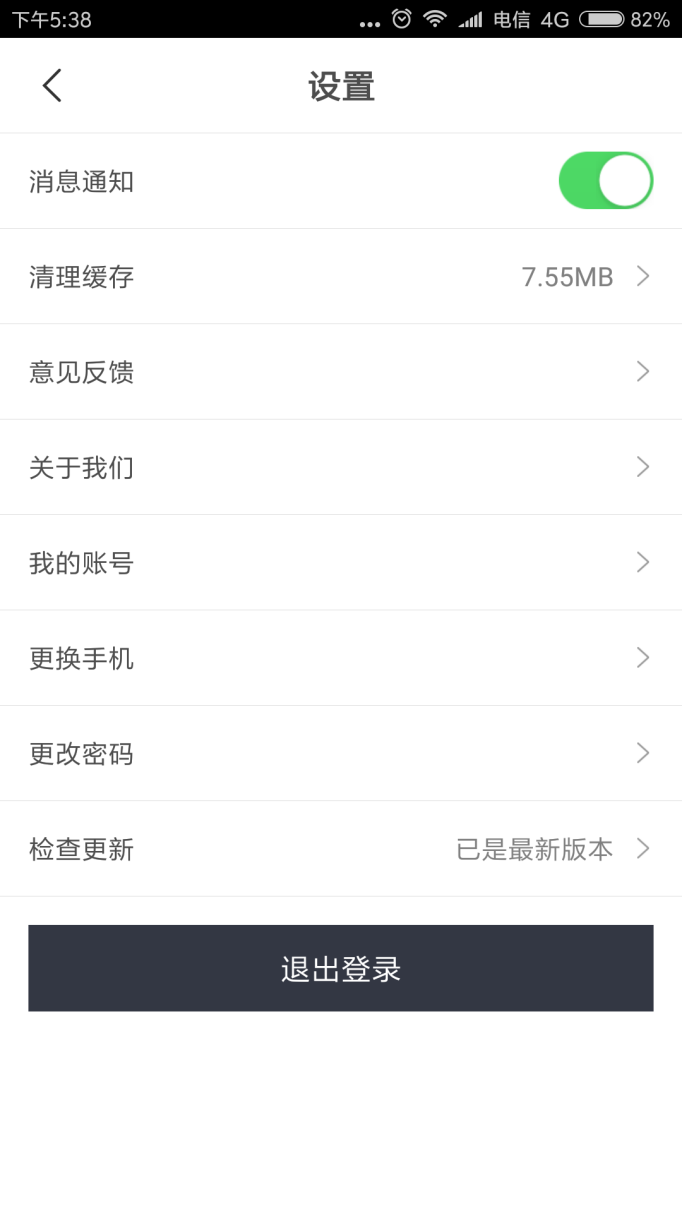 下午5:38 ... 电信 4G 82%
设置
消息通知
清理缓存 7.55MB
意见反馈
关于我们
我的账号
更换手机
更改密码
检查更新 已是最新版本
退出登录